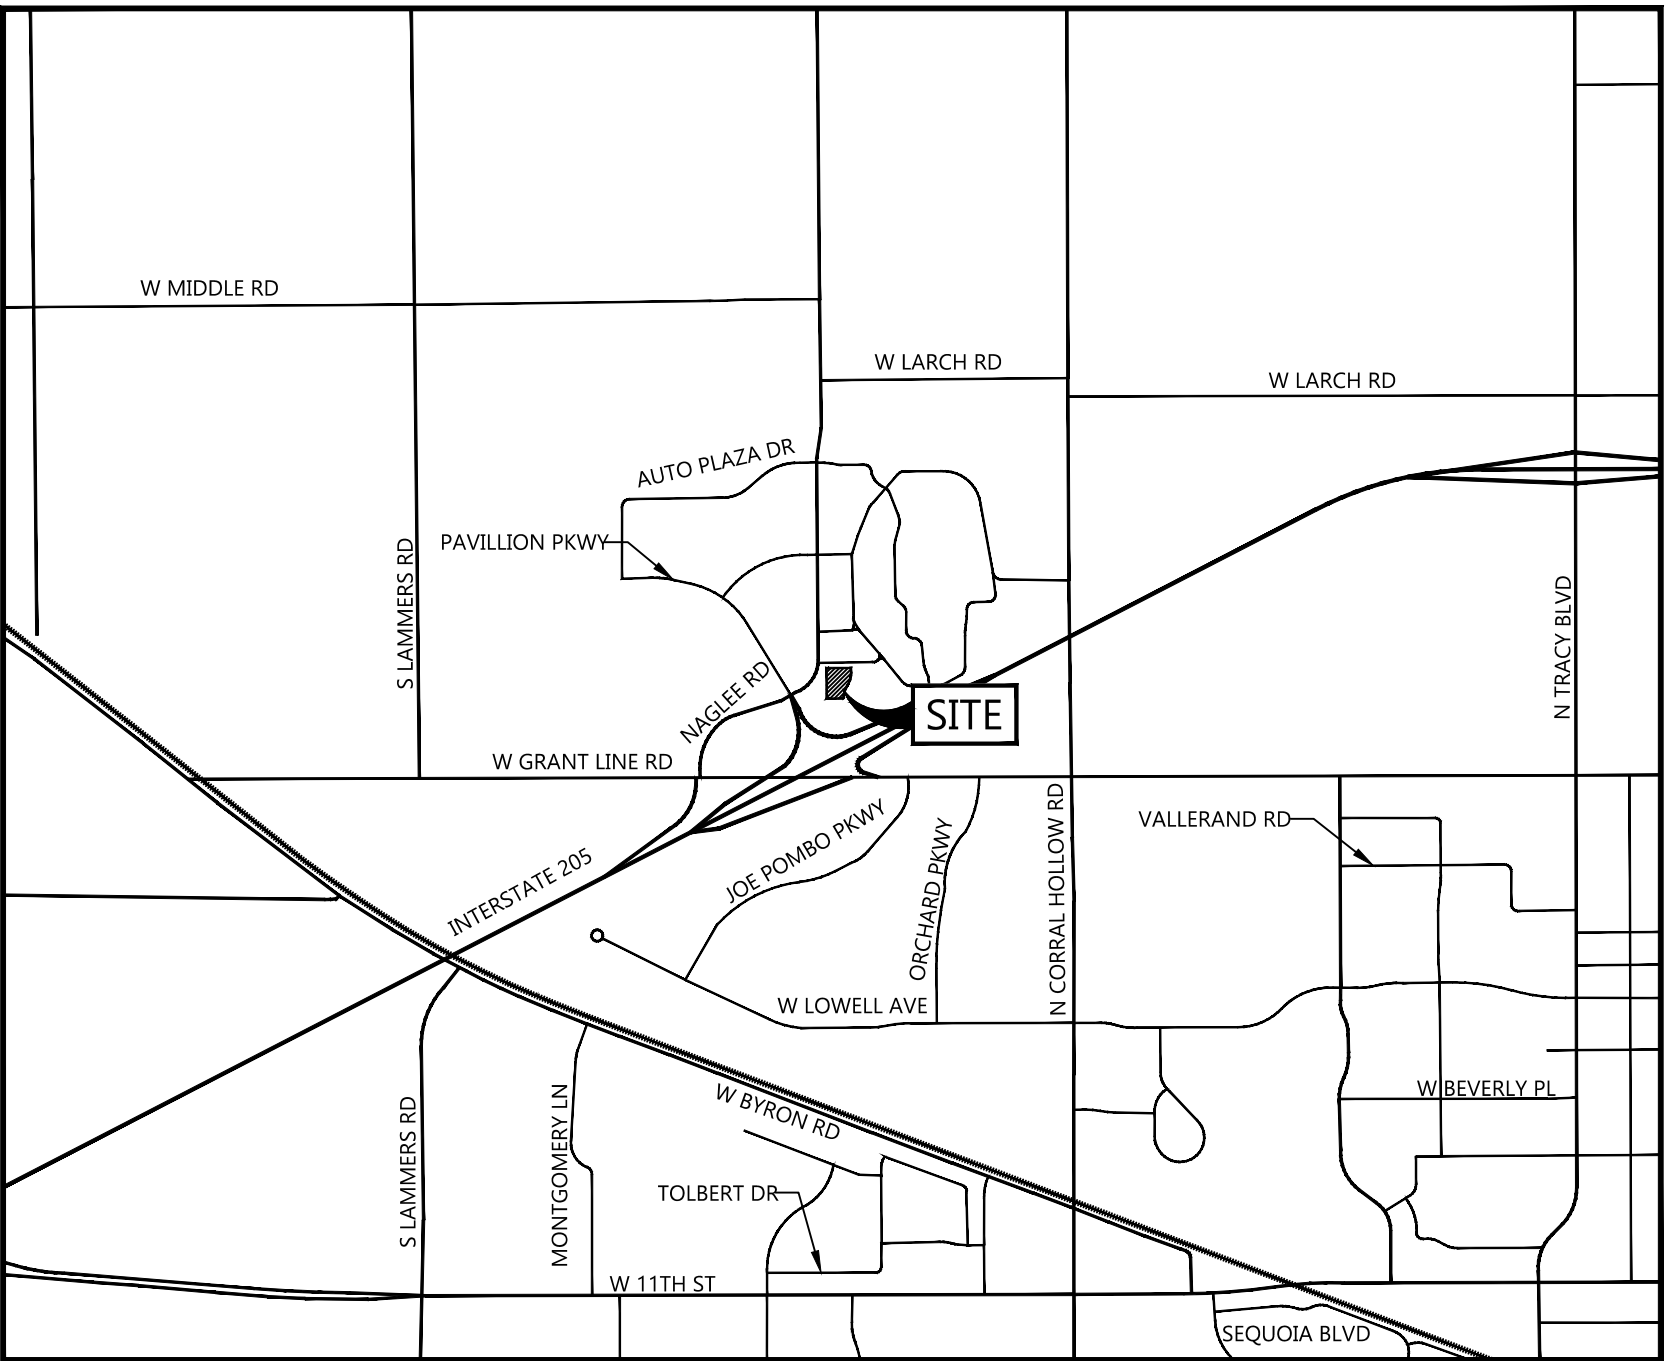 W MIDDLE RD
W LARCH RD
W LARCH RD
AUTO PLAZA DR
PAVILLION PKWY
S LAMMERS RD
N TRACY BLVD
NAGLEE RD
SITE
W GRANT LINE RD
VALLERAND RD
JOE POMBO PKWY
ORCHARD PKWY
N CORRAL HOLLOW RD
INTERSTATE 205
W LOWELL AVE
W BEVERLY PL
W BYRON RD
S LAMMERS RD
MONTGOMERY LN
TOLBERT DR
W 11TH ST
SEQUOIA BLVD